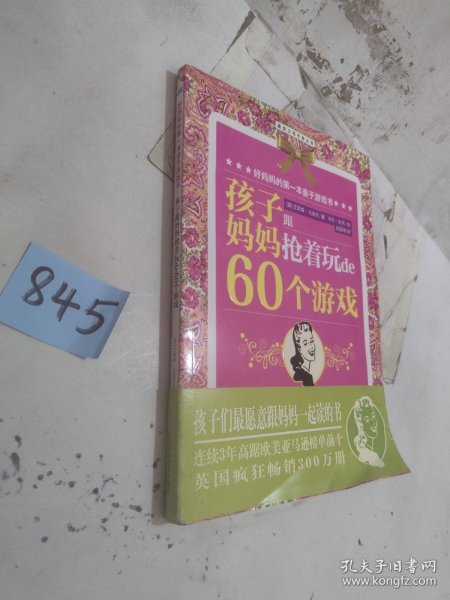 845
★★★好妈妈的第一本亲子游戏书★★★
孩子跟
妈妈抢着玩de
60个游戏
孩子们最愿意跟妈妈一起读的书
连续3年高踞欧美亚马逊榜单前十
英国疯狂畅销300万册
孔夫子旧书网
www.kongfz.com